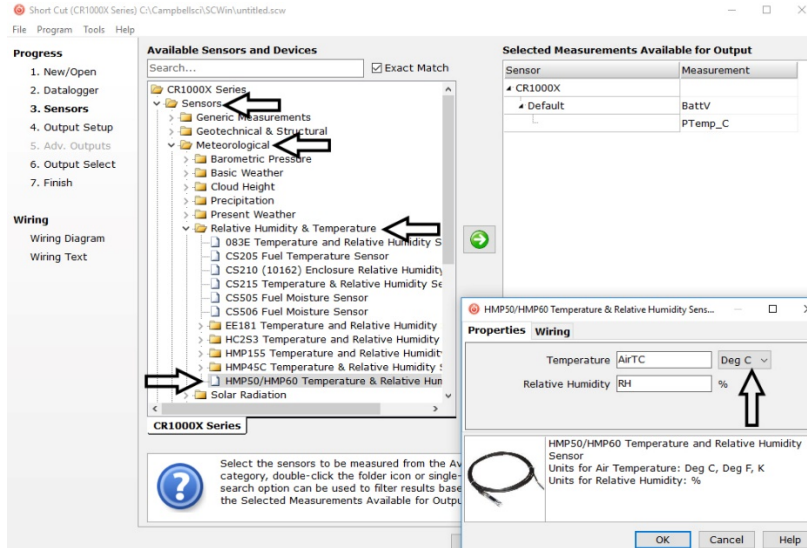 Short Cut (CR1000X Series) C:\Campbellsci\SCWin\untitled.scw
File Program Tools Help
Progress
1. New/Open
2. Datalogger
3. Sensors
4. Output Setup
5. Adv. Outputs
6. Output Select
7. Finish
Wiring
Wiring Diagram
Wiring Text
Available Sensors and Devices
Search...
Exact Match
CR1000X Series
Sensors
Generic Measurements
Geotechnical & Structural
Meteorological
Barometric Pressure
Basic Weather
Cloud Height
Precipitation
Present Weather
Relative Humidity & Temperature
083E Temperature and Relative Humidity S
CS205 Fuel Temperature Sensor
CS210 (10162) Enclosure Relative Humidity
CS215 Temperature & Relative Humidity Se
CS505 Fuel Moisture Sensor
CS506 Fuel Moisture Sensor
EE181 Temperature and Relative Humidity
HC2S3 Temperature and Relative Humidity
HMP155 Temperature and Relative Humidit
HMP45C Temperature & Relative Humidity S
HMP50/HMP60 Temperature & Relative Hum
Solar Radiation
CR1000X Series
Select the sensors to be measured from the Av
category, double-click the folder icon or single-
search option can be used to filter results base
the Selected Measurements Available for Outpu
Selected Measurements Available for Output
Sensor Measurement
CR1000X
Default BattV
PTemp_C
HMP50/HMP60 Temperature & Relative Humidity Sens...
Properties Wiring
Temperature AirTC Deg C
Relative Humidity RH %
HMP50/HMP60 Temperature and Relative Humidity
Sensor
Units for Air Temperature: Deg C, Deg F, K
Units for Relative Humidity: %
OK Cancel Help